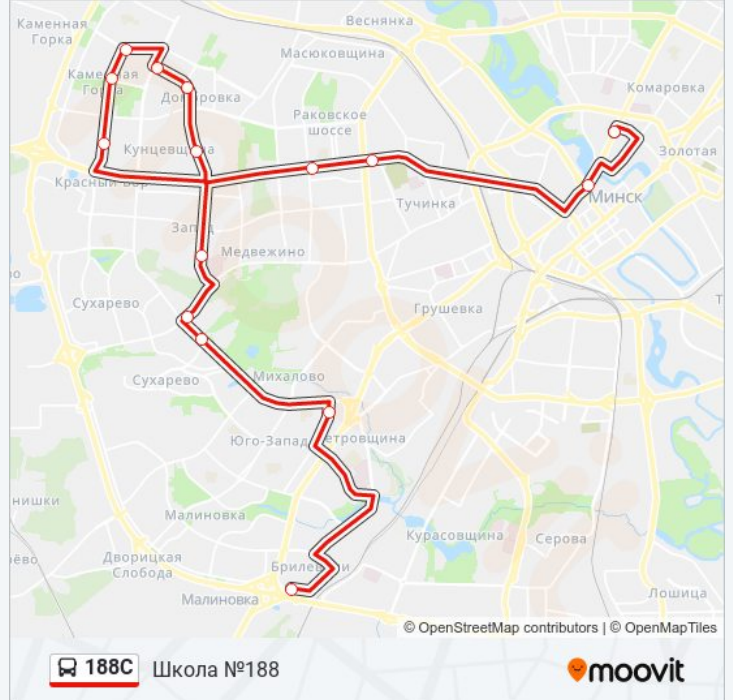 Каменная
Горка
Веснянка
Масюковщина
Каменная
Горка
Домбровка
Комаровка
Раковское
шоссе
Кунцевщина
Золотая
Красный Бор
Минск
Тучинка
Запад
Медвежино
Сухарево
Грушевка
Сухарево
Михалово
Юго-Запад
Петровщина
нишки
Малиновка
Курасовщина
Серова
Дворицкая
Слобода
Брилевичи
Малиновка
Лошица
© OpenStreetMap contributors | © OpenMapTiles
188С Школа №188
moovit